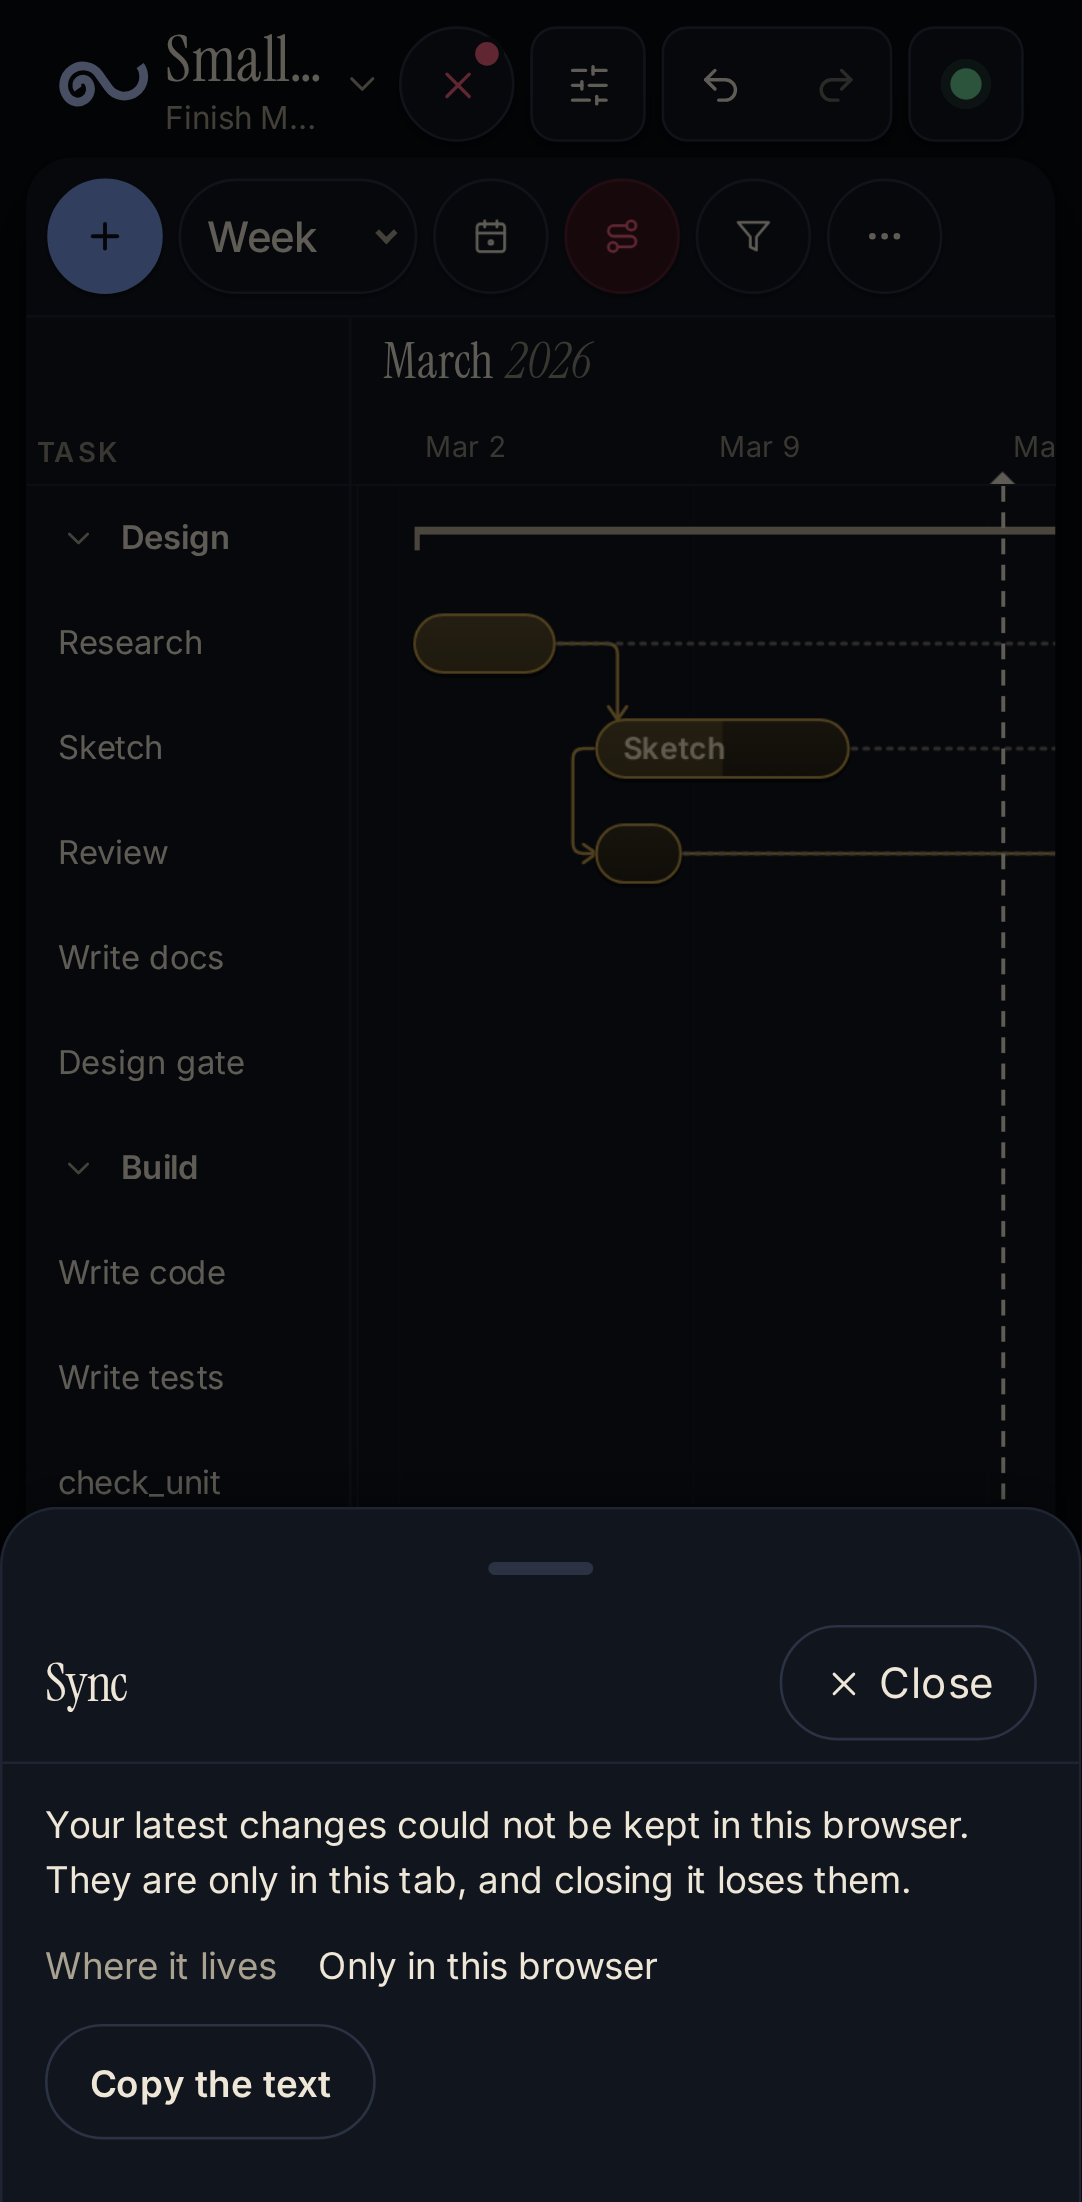 Small…
Finish M…
Week
March 2026
TASK
Mar 2
Mar 9
Ma
Design
Research
Sketch
Sketch
Review
Write docs
Design gate
Build
Write code
Write tests
check_unit
Sync
Close
Your latest changes could not be kept in this browser.
They are only in this tab, and closing it loses them.
Where it lives
Only in this browser
Copy the text